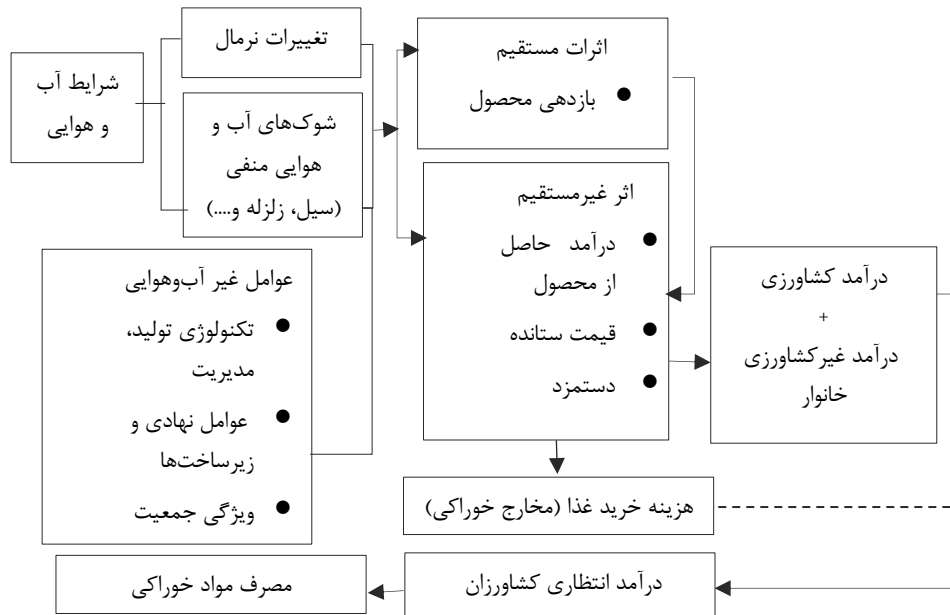 شرایط آب
و هوایی
تغییرات نرمال
شوک‌های آب و
هوایی منفی
(سیل، زلزله و....)
عوامل غیر آب‌وهوایی
● تکنولوژی تولید،
مدیریت
● عوامل نهادی و
زیرساخت‌ها
● ویژگی جمعیت
اثرات مستقیم
● بازدهی محصول
اثر غیرمستقیم
● درآمد حاصل
از محصول
● قیمت ستانده
● دستمزد
درآمد کشاورزی
+
درآمد غیرکشاورزی
خانوار
هزینه خرید غذا (مخارج خوراکی)
درآمد انتظاری کشاورزان
مصرف مواد خوراکی